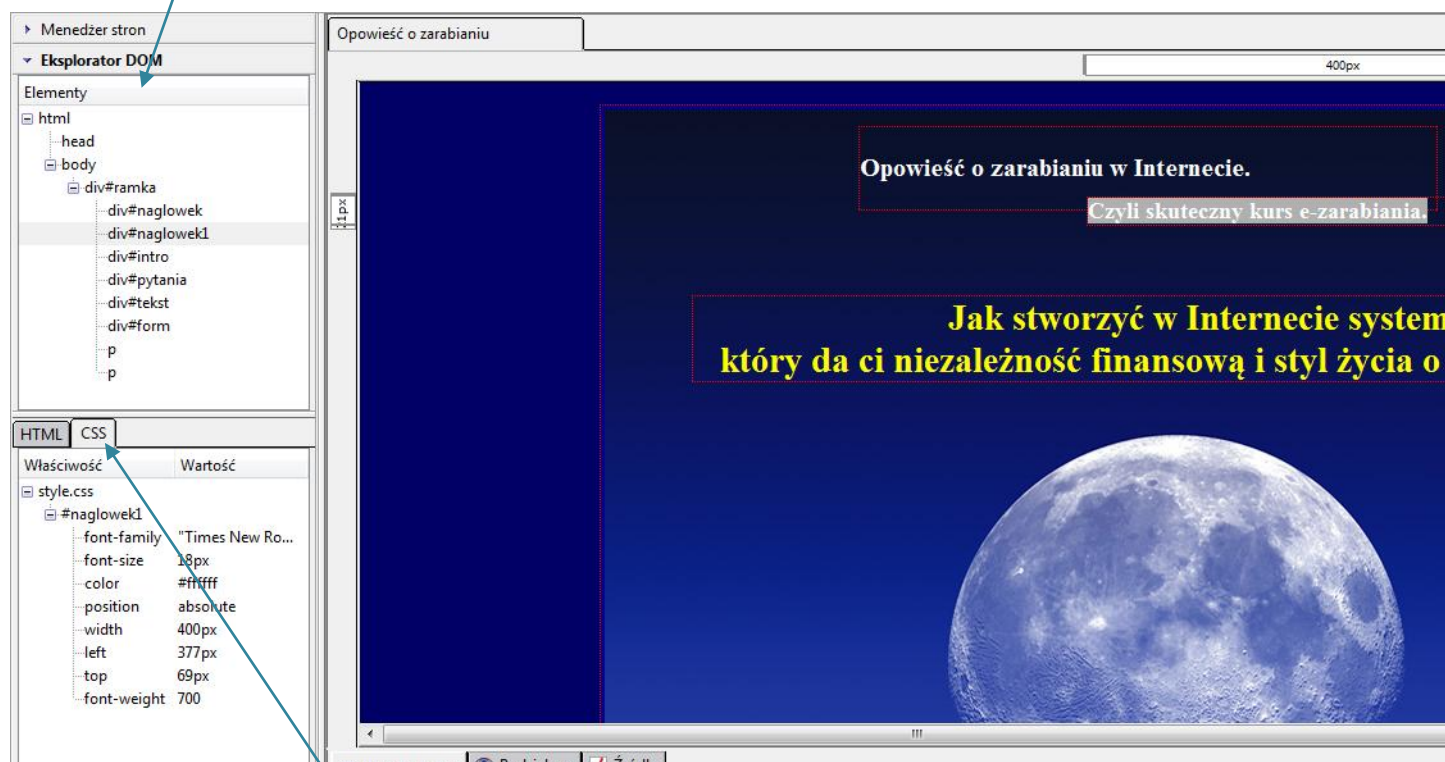 Menedżer stron
Eksplorator DOM
Elementy
html
head
body
div#ramka
div#naglowek
div#naglowek1
div#intro
div#pytania
div#tekst
div#form
p
p
HTML CSS
Właściwość Wartość
style.css
#naglowek1
font-family "Times New Ro...
font-size 18px
color #ffffff
position absolute
width 400px
left 377px
top 69px
font-weight 700
Opowieść o zarabianiu
400px
Opowieść o zarabianiu w Internecie.
Czyli skuteczny kurs e-zarabiania.
Jak stworzyć w Internecie system
który da ci niezależność finansową i styl życia o